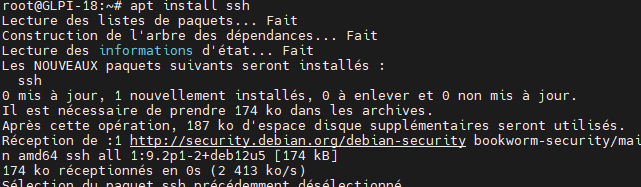 root@GLPI-18:~# apt install ssh
Lecture des listes de paquets... Fait
Construction de l'arbre des dépendances... Fait
Lecture des informations d'état... Fait
Les NOUVEAUX paquets suivants seront installés :
  ssh
0 mis à jour, 1 nouvellement installés, 0 à enlever et 0 non mis à jour.
Il est nécessaire de prendre 174 ko dans les archives.
Après cette opération, 187 ko d'espace disque supplémentaires seront utilisés.
Réception de :1 http://security.debian.org/debian-security bookworm-security/mai
n amd64 ssh all 1:9.2p1-2+deb12u5 [174 kB]
174 ko réceptionnés en 0s (2 413 ko/s)
Sélection du paquet ssh précédemment désélectionné